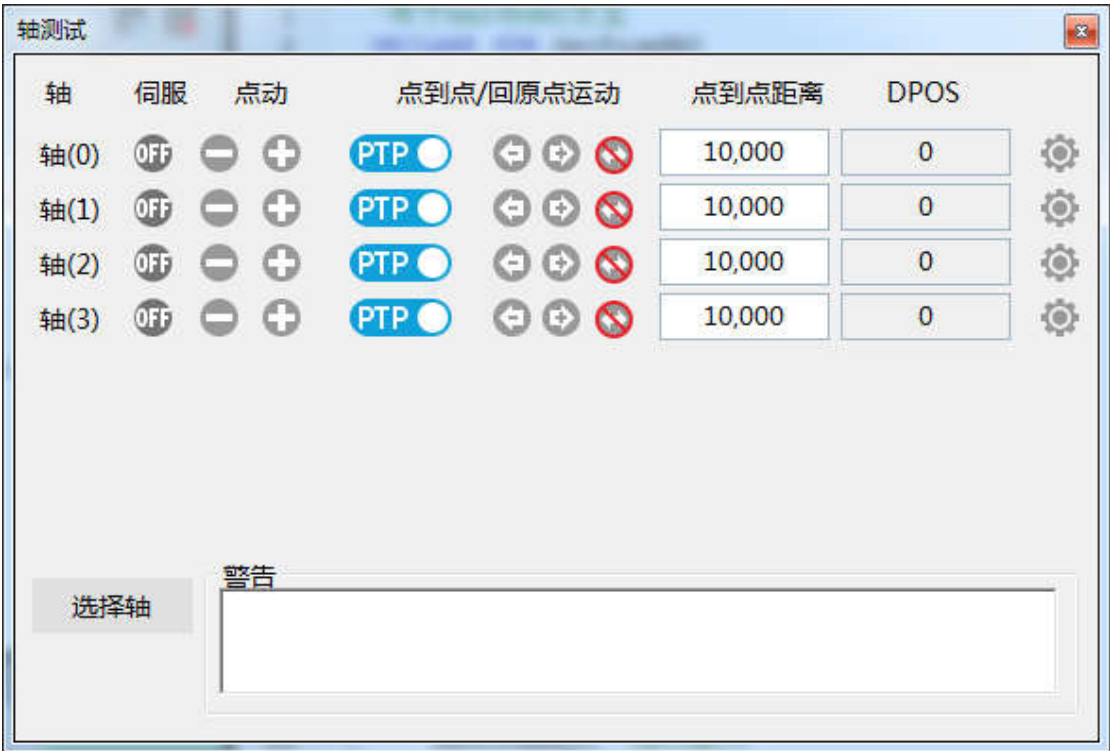 轴测试
轴 伺服 点动 点到点/回原点运动 点到点距离 DPOS
轴(0) OFF PTP 10,000 0
轴(1) OFF PTP 10,000 0
轴(2) OFF PTP 10,000 0
轴(3) OFF PTP 10,000 0
警告
选择轴